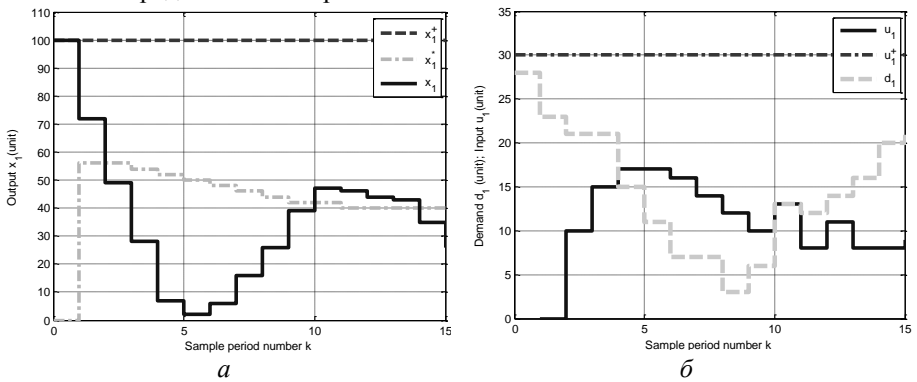 100
90
80
70
60
50
40
30
20
10
0
Output x₁(unit)
x₁⁺
x₁*
x₁
0 5 10 15
Sample period number k
а
35
30
25
20
15
10
5
0
Demand d₁ (unit); Input u₁(unit)
u₁
u₁⁺
d₁
0 5 10 15
Sample period number k
б